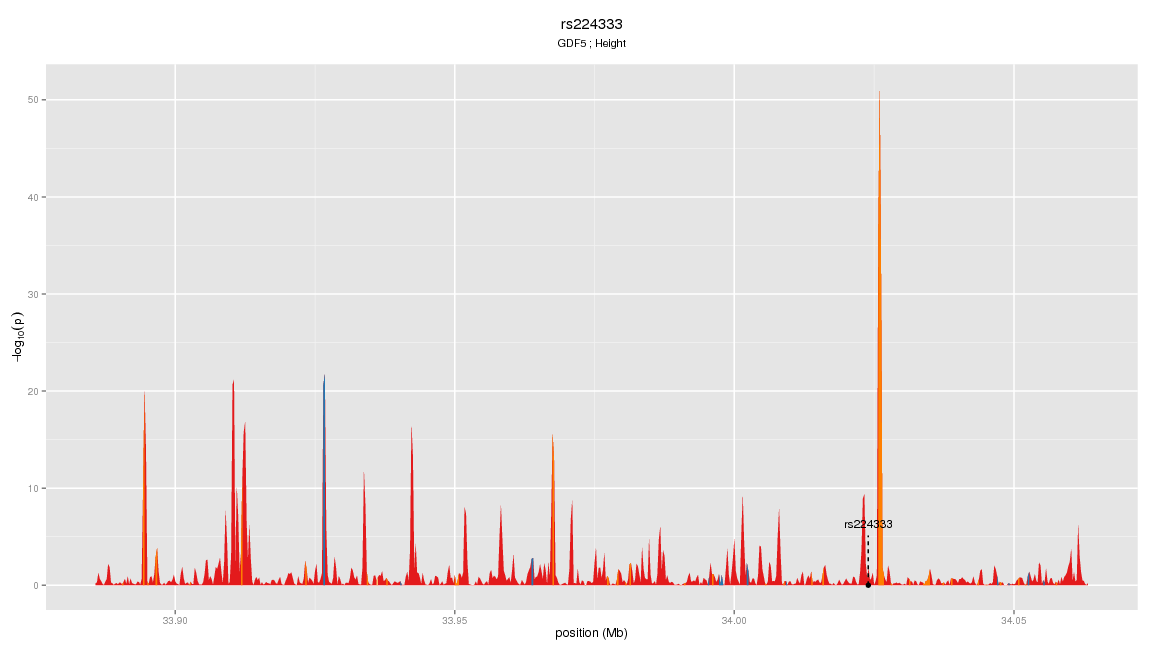 rs224333
GDF5 ; Height
50
40
30
20
10
0
−log10(p)
rs224333
33.90
33.95
34.00
34.05
position (Mb)